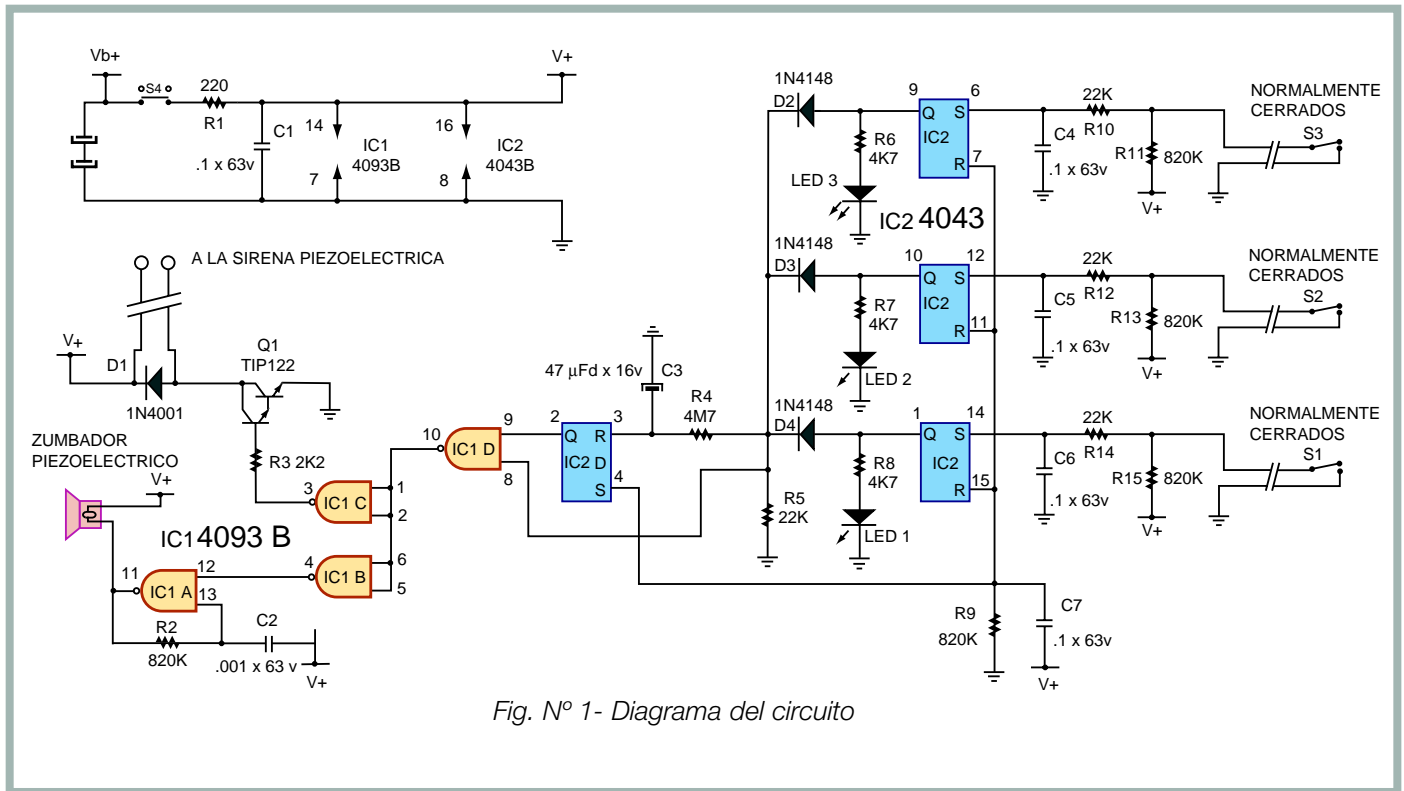 Vb+
S4
220
R1
C1
.1 x 63v
14
7
IC1
4093B
16
8
IC2
4043B
V+
A LA SIRENA PIEZOELECTRICA
V+
D1
1N4001
Q1
TIP122
R3 2K2
ZUMBADOR
PIEZOELECTRICO
V+
IC1 4093 B
11
IC1 A
12
13
R2
820K
C2
.001 x 63 v
V+
3
IC1 C
1
2
4
IC1 B
6
5
10
IC1 D
9
8
2
Q
R
IC2
D
S
3
4
47 µFd x 16v
C3
R4
4M7
R5
22K
1N4148
D2
R6
4K7
LED 3
9
Q
S
IC2
R
6
7
IC2 4043
C4
.1 x 63v
22K
R10
R11
820K
V+
NORMALMENTE
CERRADOS
S3
1N4148
D3
R7
4K7
LED 2
10
Q
S
IC2
R
12
11
C5
.1 x 63v
22K
R12
R13
820K
V+
NORMALMENTE
CERRADOS
S2
1N4148
D4
R8
4K7
LED 1
1
Q
S
IC2
R
14
15
C6
.1 x 63v
22K
R14
R15
820K
V+
NORMALMENTE
CERRADOS
S1
R9
820K
C7
.1 x 63v
V+
Fig. Nº 1- Diagrama del circuito